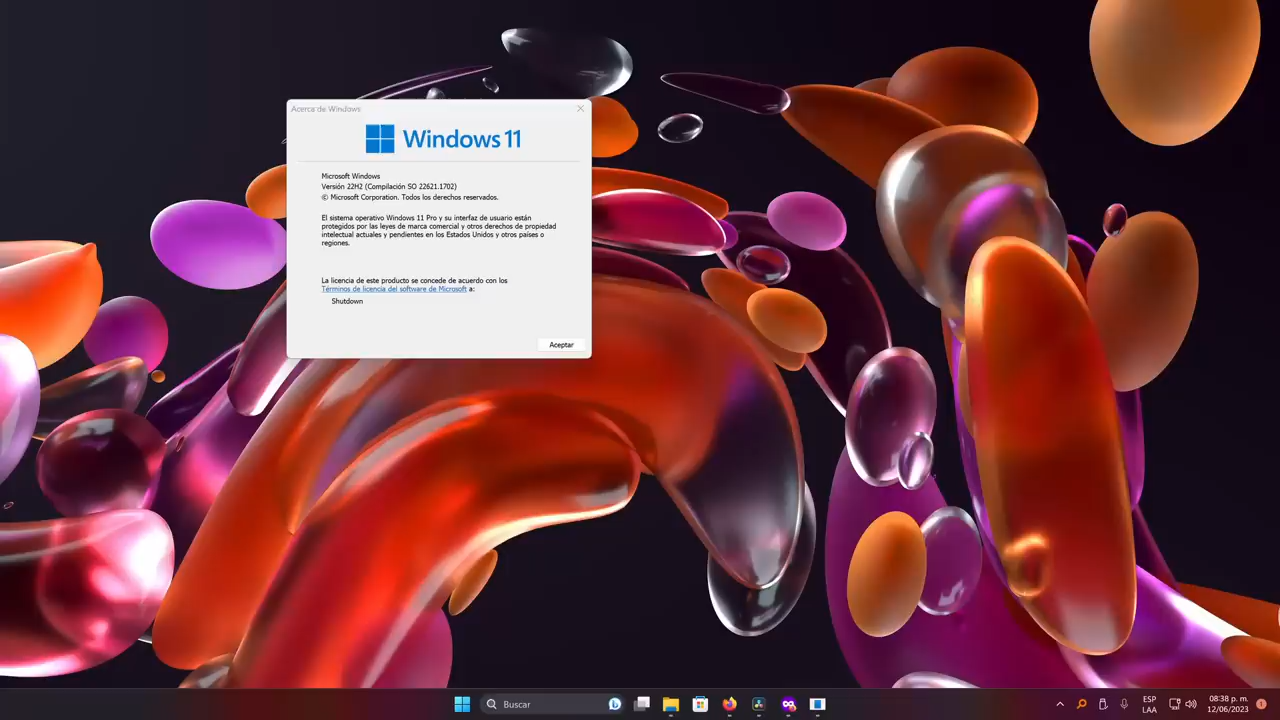 Acerca de Windows
Windows 11
Microsoft Windows
Versión 22H2 (Compilación SO 22621.1702)
© Microsoft Corporation. Todos los derechos reservados.
El sistema operativo Windows 11 Pro y su interfaz de usuario están
protegidos por las leyes de marca comercial y otros derechos de propiedad
intelectual actuales y pendientes en los Estados Unidos y otros países o
regiones.
La licencia de este producto se concede de acuerdo con los
Términos de licencia del software de Microsoft a:
Shutdown
Aceptar
Buscar
ESP
LAA
08:38 p. m.
12/06/2023
1